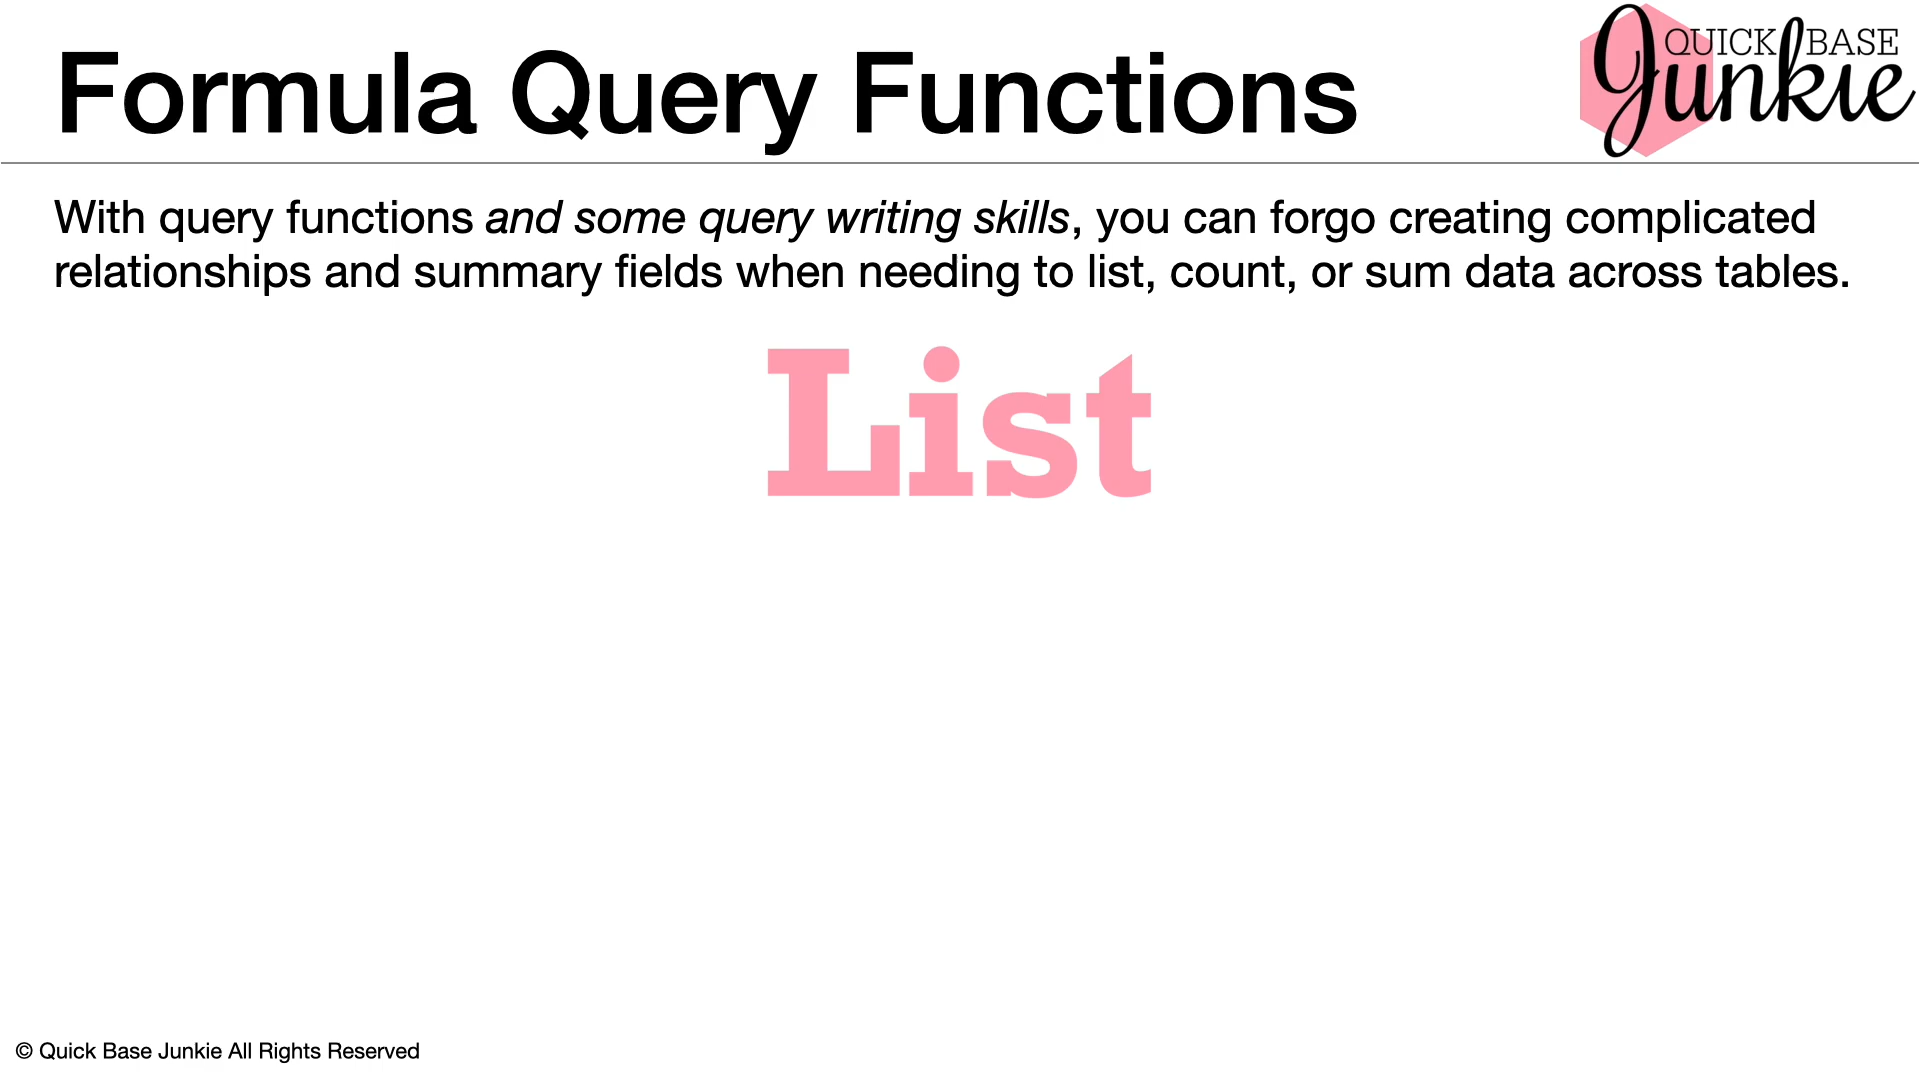 Formula Query Functions
QUICK BASE
Junkie
With query functions and some query writing skills, you can forgo creating complicated
relationships and summary fields when needing to list, count, or sum data across tables.
List
© Quick Base Junkie All Rights Reserved